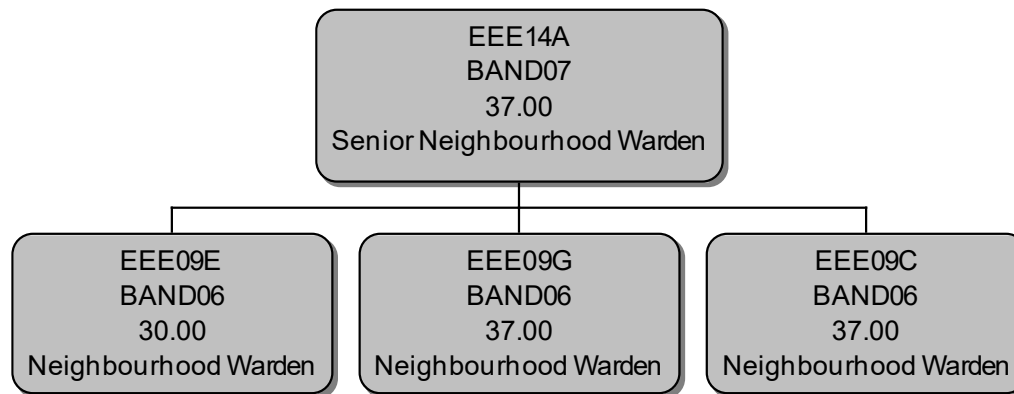 EEE14A
BAND07
37.00
Senior Neighbourhood Warden
EEE09E
BAND06
30.00
Neighbourhood Warden
EEE09G
BAND06
37.00
Neighbourhood Warden
EEE09C
BAND06
37.00
Neighbourhood Warden